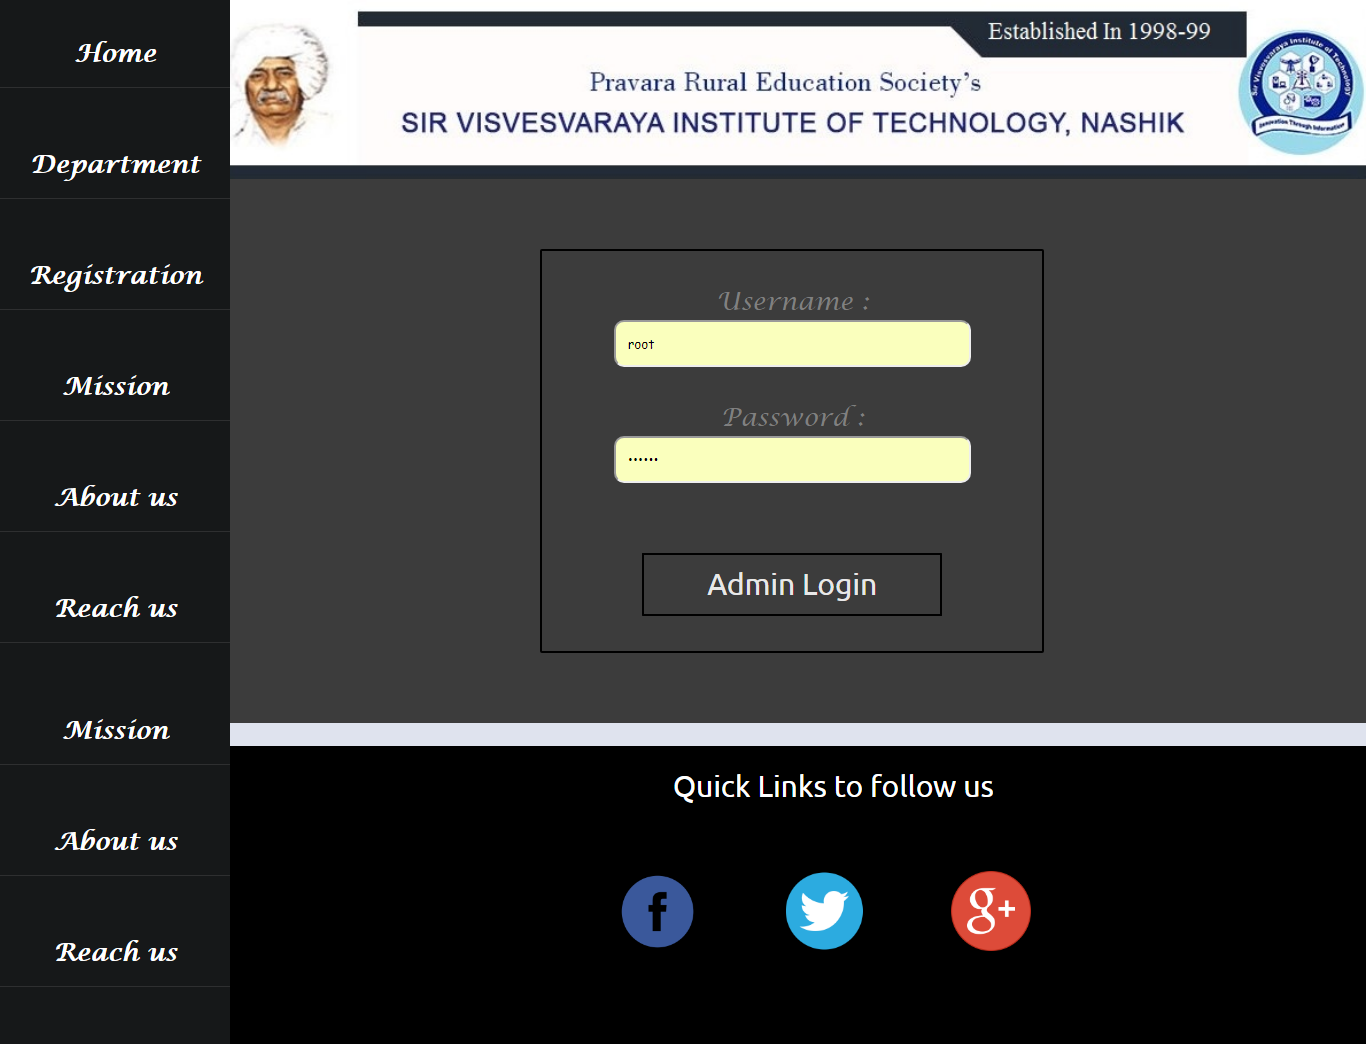 Home
Department
Registration
Mission
About us
Reach us
Mission
About us
Reach us
Established In 1998-99
Pravara Rural Education Society's
SIR VISVESVARAYA INSTITUTE OF TECHNOLOGY, NASHIK
Sir Visvesvaraya Institute of Technology
Innovation Through Information
Username :
root
Password :
••••••
Admin Login
Quick Links to follow us
f
g+